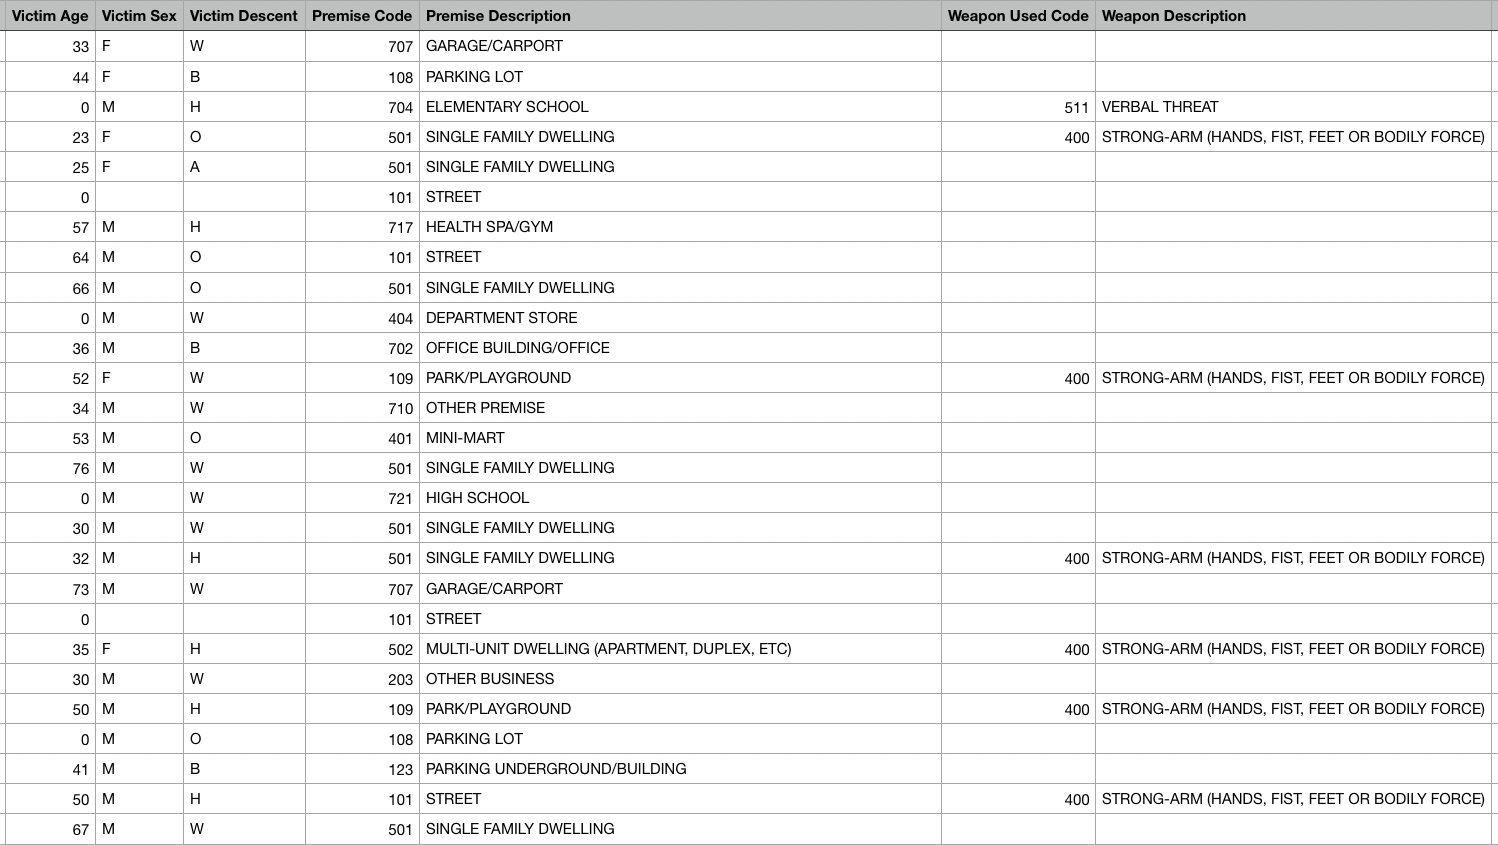 Victim Age Victim Sex Victim Descent Premise Code Premise Description Weapon Used Code Weapon Description
33 F W 707 GARAGE/CARPORT
44 F B 108 PARKING LOT
0 M H 704 ELEMENTARY SCHOOL 511 VERBAL THREAT
23 F O 501 SINGLE FAMILY DWELLING 400 STRONG-ARM (HANDS, FIST, FEET OR BODILY FORCE)
25 F A 501 SINGLE FAMILY DWELLING
0 101 STREET
57 M H 717 HEALTH SPA/GYM
64 M O 101 STREET
66 M O 501 SINGLE FAMILY DWELLING
0 M W 404 DEPARTMENT STORE
36 M B 702 OFFICE BUILDING/OFFICE
52 F W 109 PARK/PLAYGROUND 400 STRONG-ARM (HANDS, FIST, FEET OR BODILY FORCE)
34 M W 710 OTHER PREMISE
53 M O 401 MINI-MART
76 M W 501 SINGLE FAMILY DWELLING
0 M W 721 HIGH SCHOOL
30 M W 501 SINGLE FAMILY DWELLING
32 M H 501 SINGLE FAMILY DWELLING 400 STRONG-ARM (HANDS, FIST, FEET OR BODILY FORCE)
73 M W 707 GARAGE/CARPORT
0 101 STREET
35 F H 502 MULTI-UNIT DWELLING (APARTMENT, DUPLEX, ETC) 400 STRONG-ARM (HANDS, FIST, FEET OR BODILY FORCE)
30 M W 203 OTHER BUSINESS
50 M H 109 PARK/PLAYGROUND 400 STRONG-ARM (HANDS, FIST, FEET OR BODILY FORCE)
0 M O 108 PARKING LOT
41 M B 123 PARKING UNDERGROUND/BUILDING
50 M H 101 STREET 400 STRONG-ARM (HANDS, FIST, FEET OR BODILY FORCE)
67 M W 501 SINGLE FAMILY DWELLING